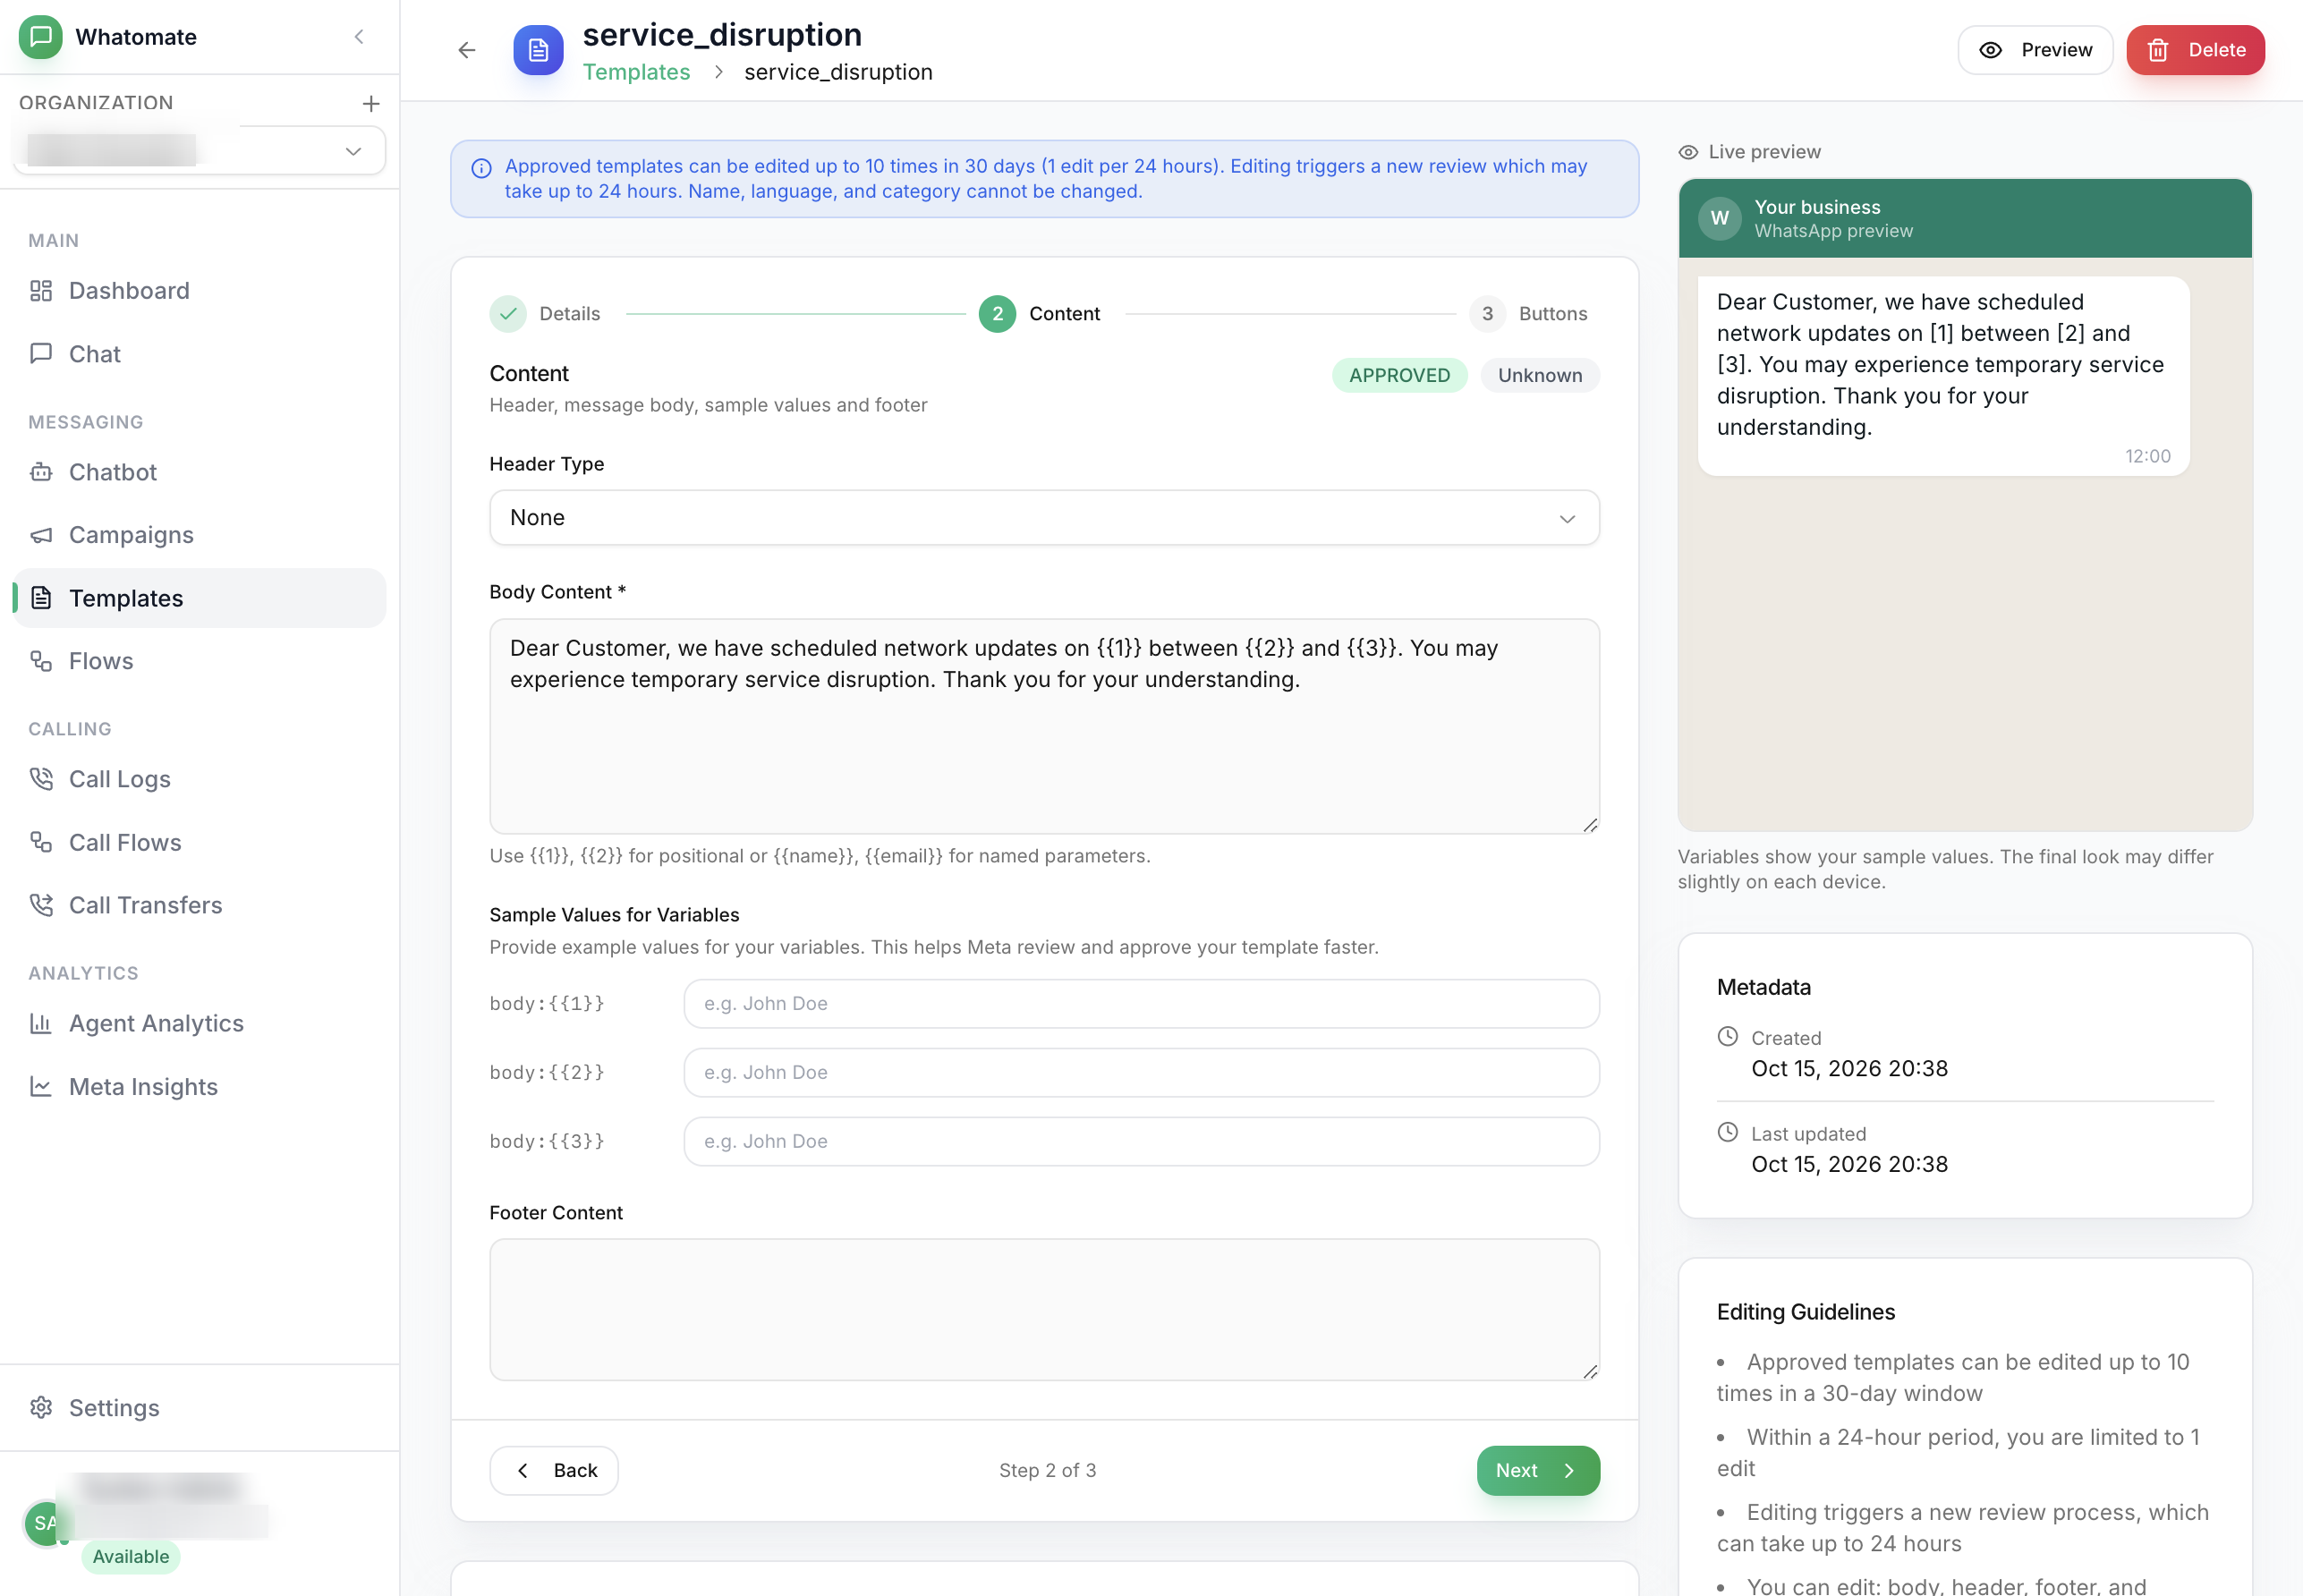 Whatomate
ORGANIZATION
MAIN
Dashboard
Chat
MESSAGING
Chatbot
Campaigns
Templates
Flows
CALLING
Call Logs
Call Flows
Call Transfers
ANALYTICS
Agent Analytics
Meta Insights
Settings
SA
Available
service_disruption
Templates > service_disruption
Preview
Delete
Approved templates can be edited up to 10 times in 30 days (1 edit per 24 hours). Editing triggers a new review which may
take up to 24 hours. Name, language, and category cannot be changed.
Details
2 Content
3 Buttons
Content
APPROVED
Unknown
Header, message body, sample values and footer
Header Type
None
Body Content *
Dear Customer, we have scheduled network updates on {{1}} between {{2}} and {{3}}. You may
experience temporary service disruption. Thank you for your understanding.
Use {{1}}, {{2}} for positional or {{name}}, {{email}} for named parameters.
Sample Values for Variables
Provide example values for your variables. This helps Meta review and approve your template faster.
body:{{1}} e.g. John Doe
body:{{2}} e.g. John Doe
body:{{3}} e.g. John Doe
Footer Content
Back
Step 2 of 3
Next
Live preview
W
Your business
WhatsApp preview
Dear Customer, we have scheduled
network updates on [1] between [2] and
[3]. You may experience temporary service
disruption. Thank you for your
understanding.
12:00
Variables show your sample values. The final look may differ
slightly on each device.
Metadata
Created
Oct 15, 2026 20:38
Last updated
Oct 15, 2026 20:38
Editing Guidelines
• Approved templates can be edited up to 10
times in a 30-day window
• Within a 24-hour period, you are limited to 1
edit
• Editing triggers a new review process, which
can take up to 24 hours
• You can edit: body, header, footer, and